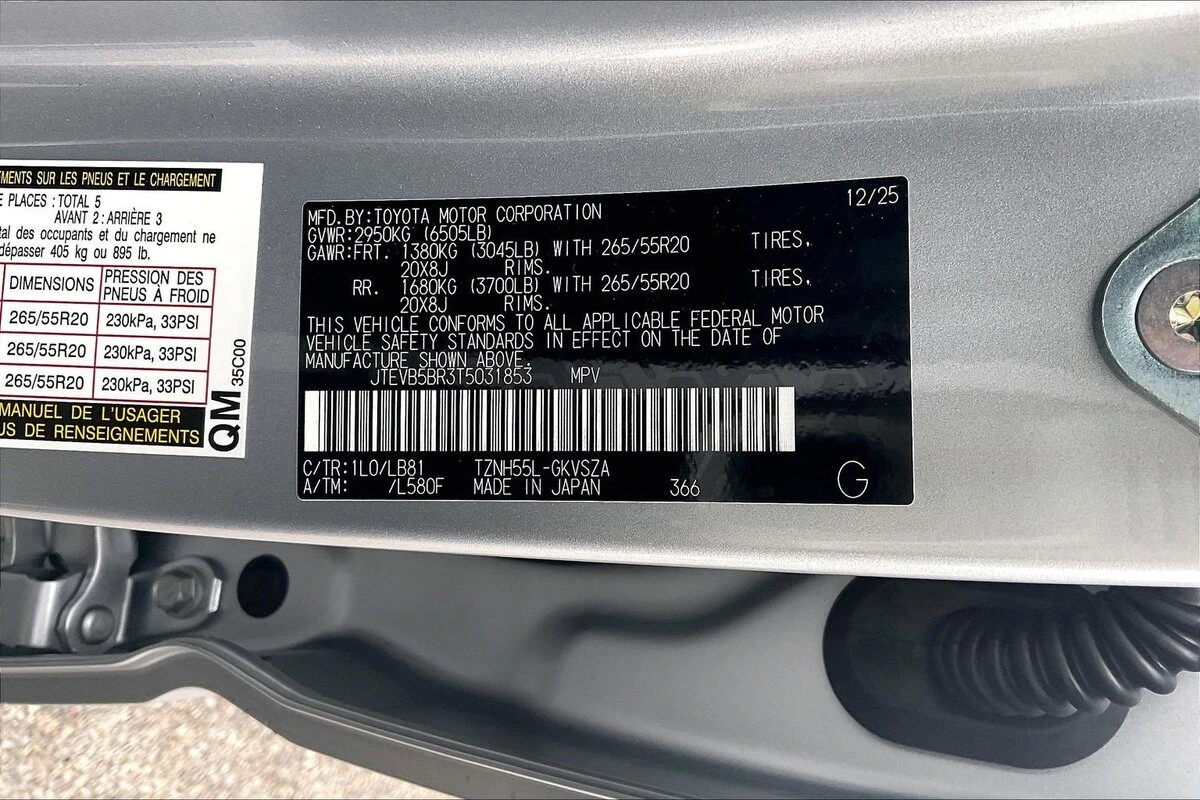 MENTS SUR LES PNEUS ET LE CHARGEMENT
E PLACES : TOTAL 5
AVANT 2 : ARRIÈRE 3
tal des occupants et du chargement ne
dépasser 405 kg ou 895 lb.
DIMENSIONS PRESSION DES PNEUS À FROID
265/55R20 230kPa, 33PSI
265/55R20 230kPa, 33PSI
265/55R20 230kPa, 33PSI
MANUEL DE L'USAGER
US DE RENSEIGNEMENTS
QM 35C00
12/25
MFD.BY:TOYOTA MOTOR CORPORATION
GVWR:2950KG (6505LB)
GAWR:FRT. 1380KG (3045LB) WITH 265/55R20 TIRES,
20X8J RIMS.
RR. 1680KG (3700LB) WITH 265/55R20 TIRES,
20X8J RIMS.
THIS VEHICLE CONFORMS TO ALL APPLICABLE FEDERAL MOTOR
VEHICLE SAFETY STANDARDS IN EFFECT ON THE DATE OF
MANUFACTURE SHOWN ABOVE.
JTEVB5BR3T5031853 MPV
C/TR:1L0/LB81 TZNH55L-GKVSZA
A/TM: /L580F MADE IN JAPAN 366
G